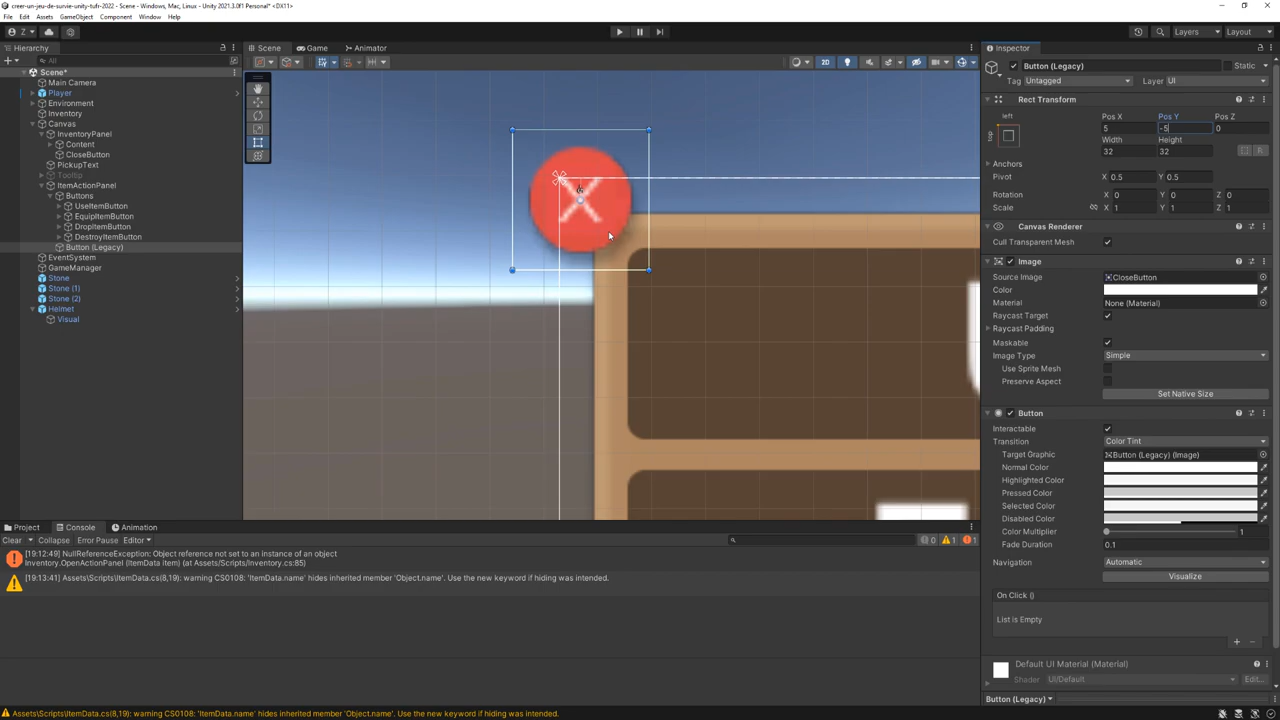 creer-un-jeu-de-survie-unity-tufr-2022 - Scene - Windows, Mac, Linux - Unity 2021.3.0f1 Personal* <DX11>
File Edit Assets GameObject Component Window Help
Z Layers Layout
Hierarchy Scene Game Animator Inspector
All
Scene*
Main Camera
Player
Environment
Inventory
Canvas
InventoryPanel
Content
CloseButton
PickupText
Tooltip
ItemActionPanel
Buttons
UseItemButton
EquipItemButton
DropItemButton
DestroyItemButton
Button (Legacy)
EventSystem
GameManager
Stone
Stone (1)
Stone (2)
Helmet
Visual
2D
Button (Legacy) Static
Tag Untagged Layer UI
Rect Transform
left Pos X Pos Y Pos Z
top 5 -5 0
Width Height
32 32
Anchors
Pivot X 0.5 Y 0.5
Rotation X 0 Y 0 Z 0
Scale X 1 Y 1 Z 1
Canvas Renderer
Cull Transparent Mesh
Image
Source Image CloseButton
Color
Material None (Material)
Raycast Target
Raycast Padding
Maskable
Image Type Simple
Use Sprite Mesh
Preserve Aspect
Set Native Size
Button
Interactable
Transition Color Tint
Target Graphic Button (Legacy) (Image)
Normal Color
Highlighted Color
Pressed Color
Selected Color
Disabled Color
Color Multiplier 1
Fade Duration 0.1
Navigation Automatic
Visualize
On Click ()
List is Empty
Default UI Material (Material)
Shader UI/Default Edit...
Button (Legacy)
Project Console Animation
Clear Collapse Error Pause Editor 0 1 1
[19:12:49] NullReferenceException: Object reference not set to an instance of an object
Inventory.OpenActionPanel (ItemData item) (at Assets/Scripts/Inventory.cs:85)
[19:13:41] Assets\Scripts\ItemData.cs(8,19): warning CS0108: 'ItemData.name' hides inherited member 'Object.name'. Use the new keyword if hiding was intended.
Assets\Scripts\ItemData.cs(8,19): warning CS0108: 'ItemData.name' hides inherited member 'Object.name'. Use the new keyword if hiding was intended.